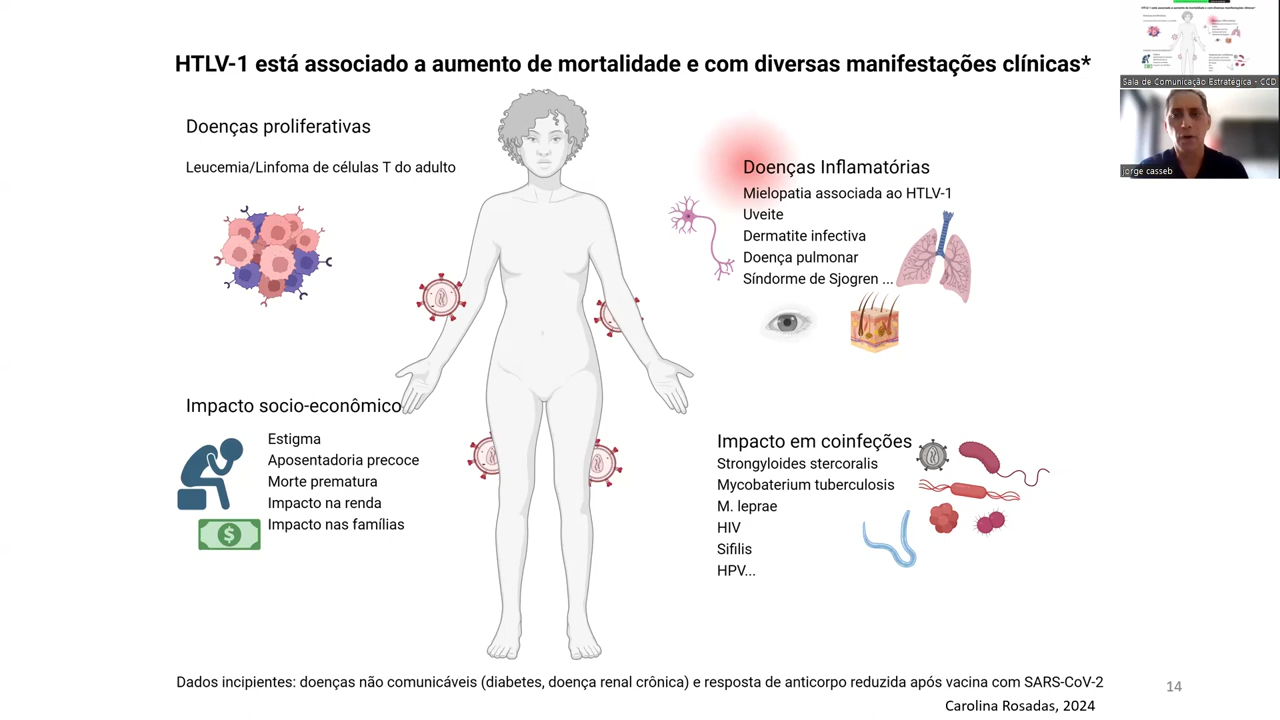 HTLV-1 está associado a aumento de mortalidade e com diversas manifestações clínicas*
Doenças proliferativas
Leucemia/Linfoma de células T do adulto
Doenças Inflamatórias
Mielopatia associada ao HTLV-1
Uveite
Dermatite infectiva
Doença pulmonar
Síndorme de Sjogren ...
Impacto socio-econômico
Estigma
Aposentadoria precoce
Morte prematura
Impacto na renda
Impacto nas famílias
$
Impacto em coinfeções
Strongyloides stercoralis
Mycobaterium tuberculosis
M. leprae
HIV
Sifilis
HPV...
Dados incipientes: doenças não comunicáveis (diabetes, doença renal crônica) e resposta de anticorpo reduzida após vacina com SARS-CoV-2
Carolina Rosadas, 2024
14
Sala de Comunicação Estratégica - CCD
jorge casseb